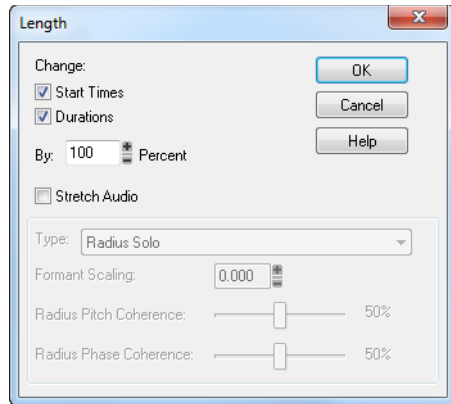 Length
Change:
Start Times
Durations
By: 100 Percent
Stretch Audio
OK
Cancel
Help
Type: Radius Solo
Formant Scaling: 0.000
Radius Pitch Coherence: 50%
Radius Phase Coherence: 50%